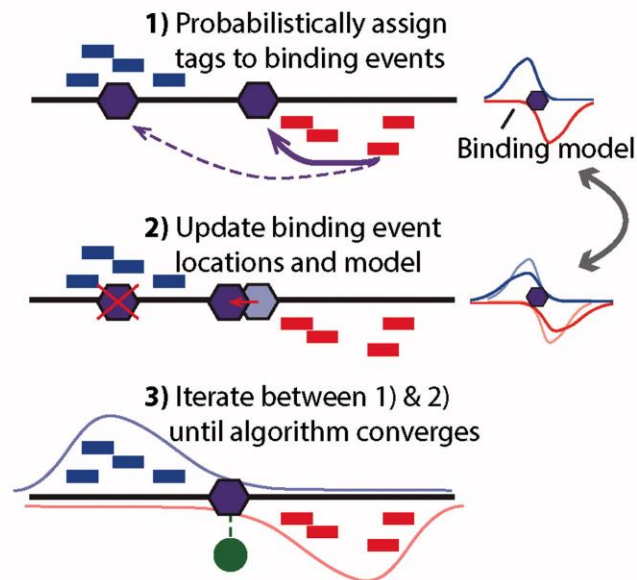 1) Probabilistically assign
tags to binding events
Binding model
2) Update binding event
locations and model
3) Iterate between 1) & 2)
until algorithm converges